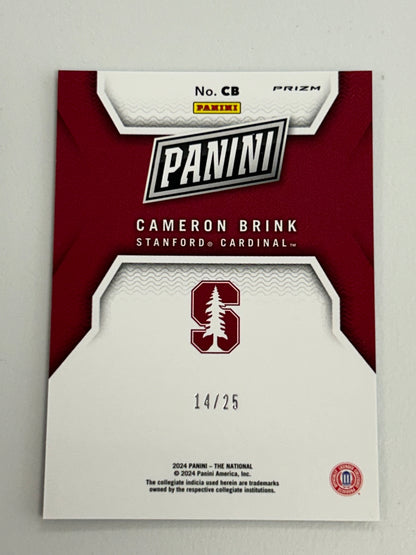 No. CB
PANINI
PRIZM
PANINI
CAMERON BRINK
STANFORD® CARDINAL™
S
14/25
2024 PANINI – THE NATIONAL
© 2024 Panini America, Inc.
The collegiate indicia used herein are trademarks
owned by the respective collegiate institutions.